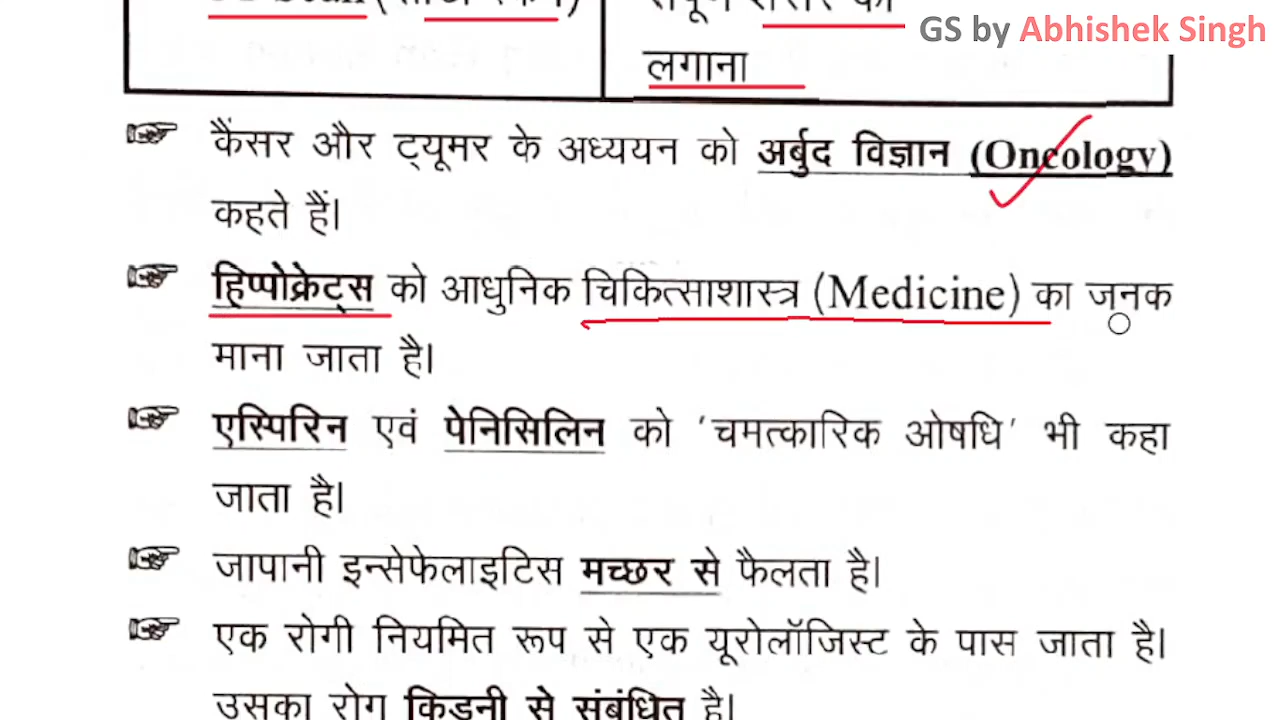 GS by Abhishek Singh
लगाना
कैंसर और ट्यूमर के अध्ययन को अर्बुद विज्ञान (Oncology)
कहते हैं।
हिप्पोक्रेट्स को आधुनिक चिकित्साशास्त्र (Medicine) का जनक
माना जाता है।
एस्पिरिन एवं पेनिसिलिन को 'चमत्कारिक ओषधि' भी कहा
जाता है।
जापानी इन्सेफेलाइटिस मच्छर से फैलता है।
एक रोगी नियमित रूप से एक यूरोलॉजिस्ट के पास जाता है।
उसका रोग किडनी से संबंधित है।